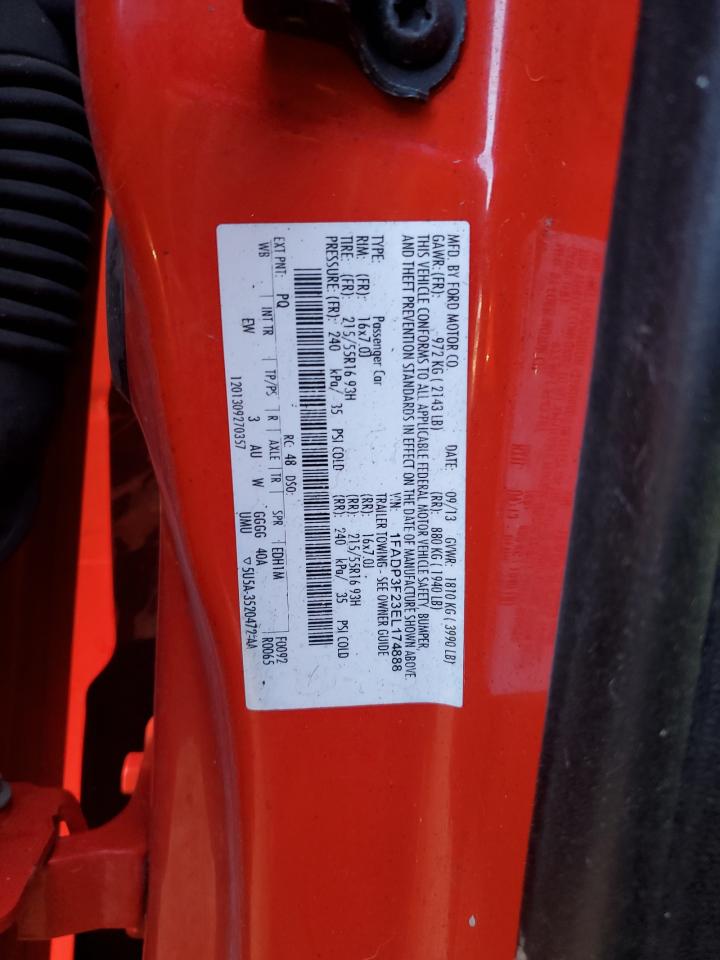 MFD. BY FORD MOTOR CO.
DATE: 09/13 GVWR: 1810 KG ( 3990 LB)
GAWR: (FR): 972 KG ( 2143 LB) (RR): 880 KG ( 1940 LB)
THIS VEHICLE CONFORMS TO ALL APPLICABLE FEDERAL MOTOR VEHICLE SAFETY, BUMPER,
AND THEFT PREVENTION STANDARDS IN EFFECT ON THE DATE OF MANUFACTURE SHOWN ABOVE.
VIN: 1FADP3F23EL174888
TYPE: Passenger Car TRAILER TOWING - SEE OWNER GUIDE
RIM: (FR): 16x7.0J (RR): 16x7.0J
TIRE: (FR): 215/55R16 93H (RR): 215/55R16 93H
PRESSURE: (FR): 240 kPa/ 35 PSI COLD (RR): 240 kPa/ 35 PSI COLD
RC: 48 DSO: F0092
EXT PNT: PQ EDH1M R0065
WB INT TR TP/PS R AXLE TR SPR
EW 3 AU W GGGG 40A
1201309270357 UMU ▽ 5U5A-3520472-AA